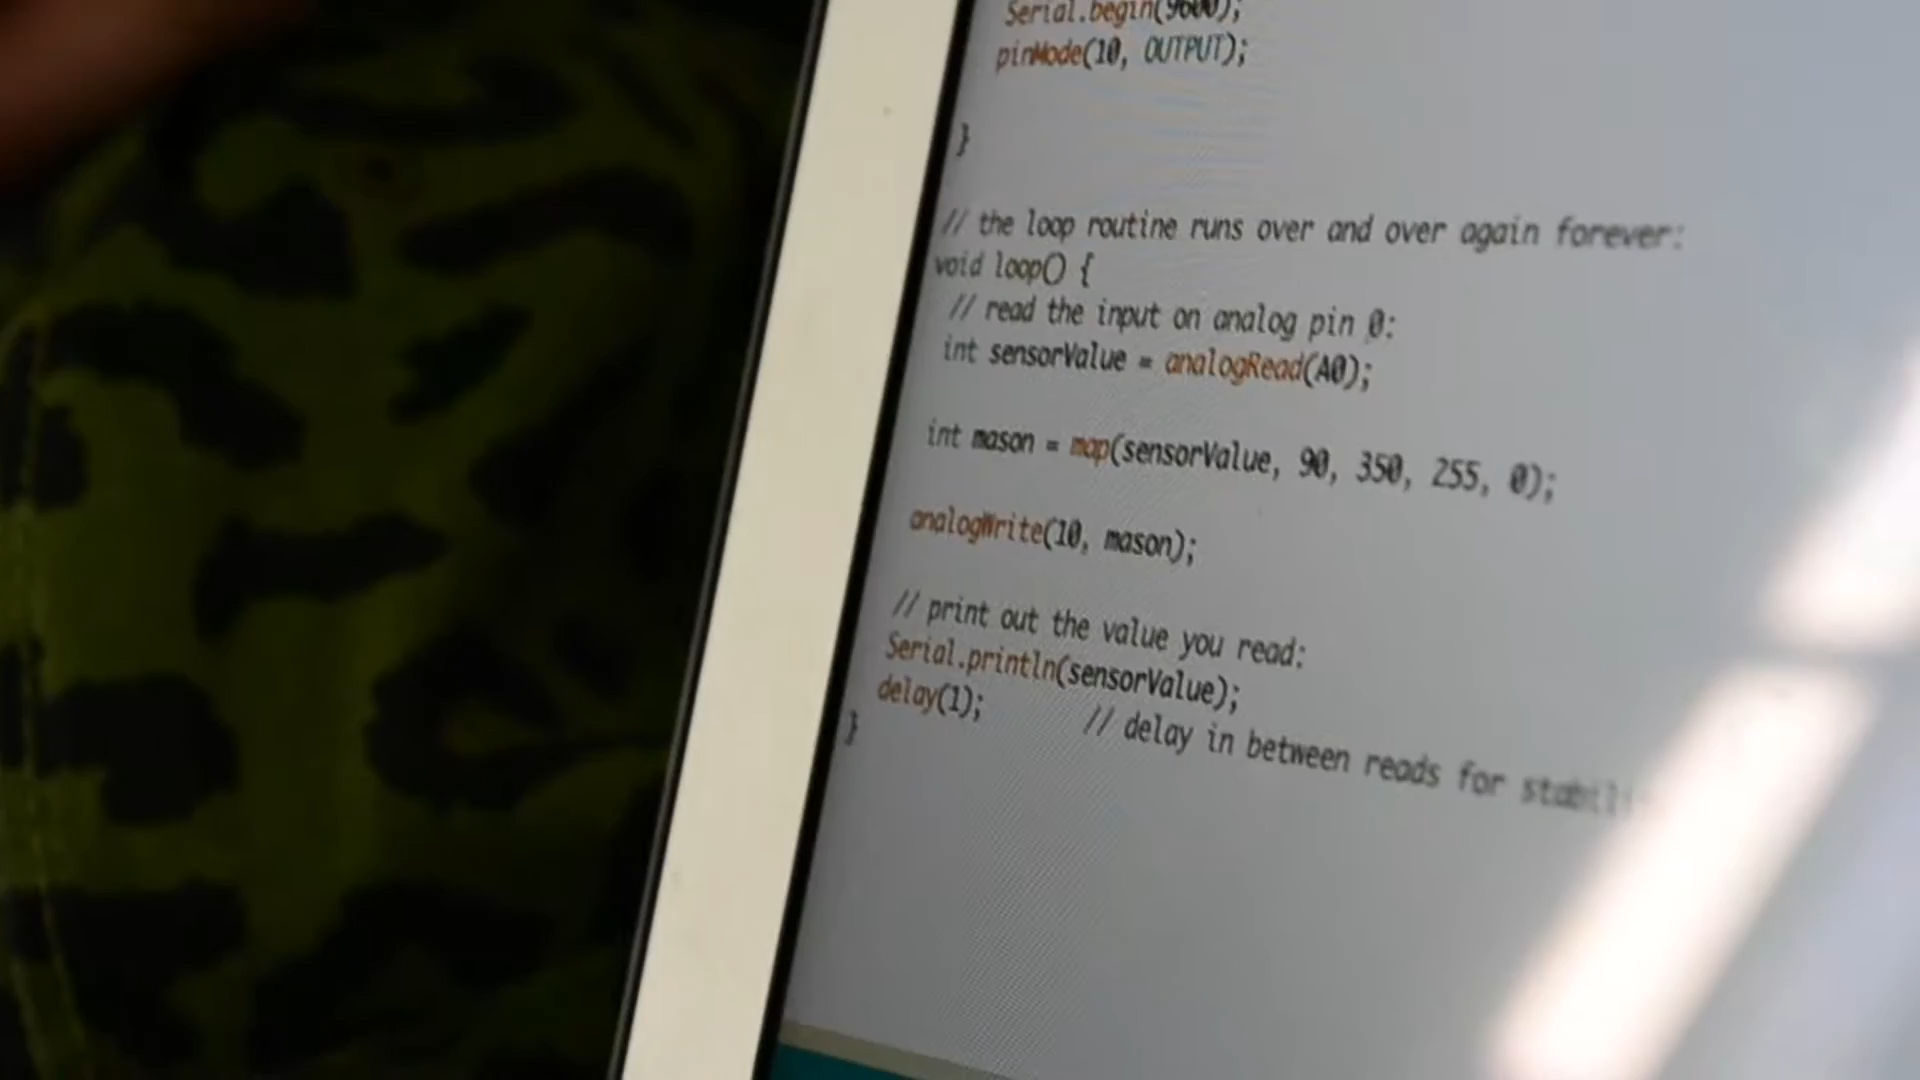 Serial.begin(9600);
pinMode(10, OUTPUT);
}
// the loop routine runs over and over again forever:
void loop() {
// read the input on analog pin 0:
int sensorValue = analogRead(A0);
int mason = map(sensorValue, 90, 350, 255, 0);
analogWrite(10, mason);
// print out the value you read:
Serial.println(sensorValue);
delay(1); // delay in between reads for stabili
}